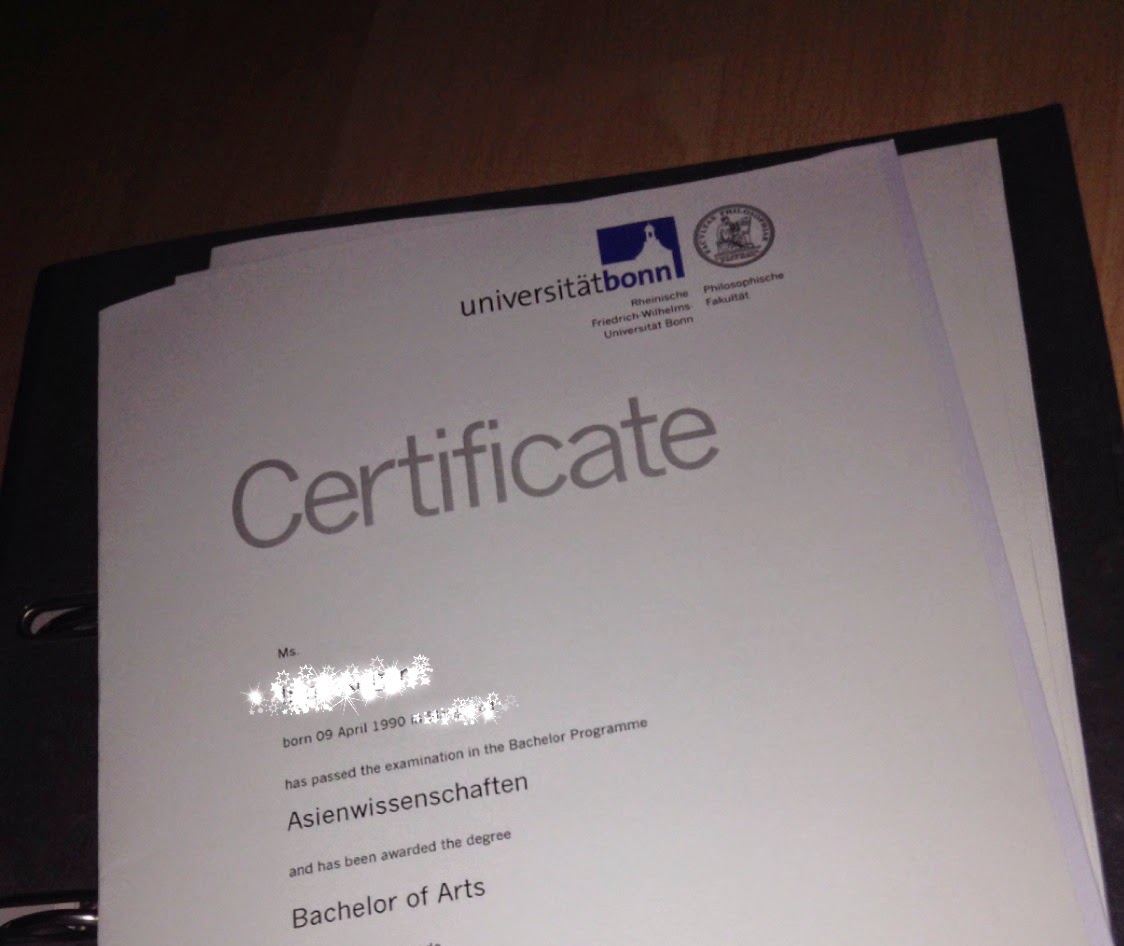 universitätbonn
Rheinische
Friedrich-Wilhelms-
Universität Bonn
Philosophische
Fakultät
Certificate
Ms.
born 09 April 1990
has passed the examination in the Bachelor Programme
Asienwissenschaften
and has been awarded the degree
Bachelor of Arts